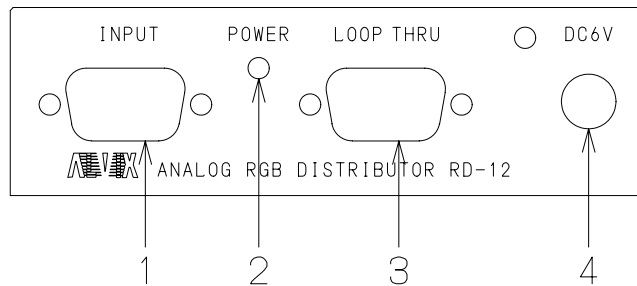 INPUT POWER LOOP THRU DC6V
ANALOG RGB DISTRIBUTOR RD-12
1 2 3 4